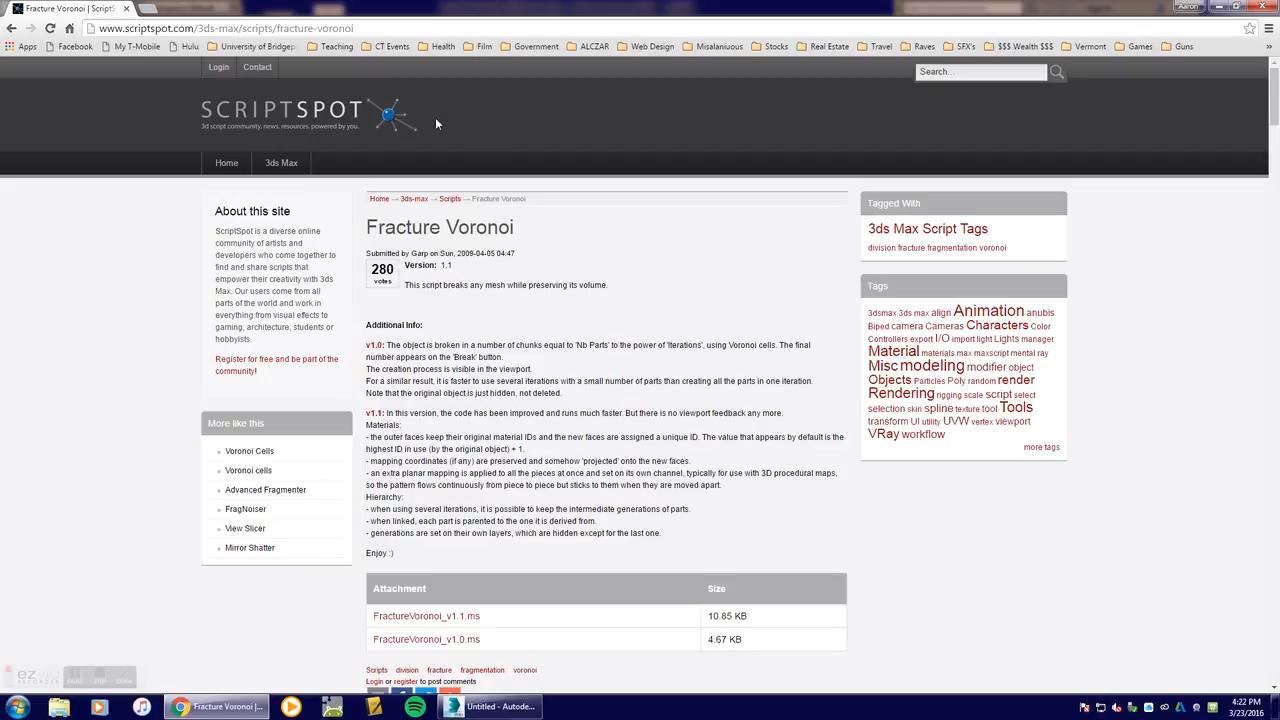 Fracture Voronoi | ScriptS
Aaron
www.scriptspot.com/3ds-max/scripts/fracture-voronoi
Apps Facebook My T-Mobile Hulu University of Bridgep Teaching CT Events Health Film Government ALCZAR Web Design Misalaniuous Stocks Real Estate Travel Raves SFX's $$$ Wealth $$$ Vermont Games Guns
Login Contact
Search...
SCRIPTSPOT
3d script community, news, resources, powered by you.
Home 3ds Max
About this site
ScriptSpot is a diverse online
community of artists and
developers who come together to
find and share scripts that
empower their creativity with 3ds
Max. Our users come from all
parts of the world and work in
everything from visual effects to
gaming, architecture, students or
hobbyists.
Register for free and be part of the
community!
More like this
Voronoi Cells
Voronoi cells
Advanced Fragmenter
FragNoiser
View Slicer
Mirror Shatter
Home → 3ds-max → Scripts → Fracture Voronoi
Fracture Voronoi
Submitted by Garp on Sun, 2009-04-05 04:47
280
votes
Version: 1.1
This script breaks any mesh while preserving its volume.
Additional Info:
v1.0: The object is broken in a number of chunks equal to 'Nb Parts' to the power of 'Iterations', using Voronoi cells. The final
number appears on the 'Break' button.
The creation process is visible in the viewport.
For a similar result, it is faster to use several iterations with a small number of parts than creating all the parts in one iteration.
Note that the original object is just hidden, not deleted.
v1.1: In this version, the code has been improved and runs much faster. But there is no viewport feedback any more.
Materials:
- the outer faces keep their original material IDs and the new faces are assigned a unique ID. The value that appears by default is the
highest ID in use (by the original object) + 1.
- mapping coordinates (if any) are preserved and somehow 'projected' onto the new faces.
- an extra planar mapping is applied to all the pieces at once and set on its own channel, typically for use with 3D procedural maps,
so the pattern flows continuously from piece to piece but sticks to them when they are moved apart.
Hierarchy:
- when using several iterations, it is possible to keep the intermediate generations of parts.
- when linked, each part is parented to the one it is derived from.
- generations are set on their own layers, which are hidden except for the last one.
Enjoy :)
Attachment Size
FractureVoronoi_v1.1.ms 10.85 KB
FractureVoronoi_v1.0.ms 4.67 KB
Scripts division fracture fragmentation voronoi
Login or register to post comments
Tagged With
3ds Max Script Tags
division fracture fragmentation voronoi
Tags
3dsmax 3ds max align Animation anubis
Biped camera Cameras Characters Color
Controllers export I/O import light Lights manager
Material materials max maxscript mental ray
Misc modeling modifier object
Objects Particles Poly random render
Rendering rigging scale script select
selection skin spline texture tool Tools
transform UI utility UVW vertex viewport
VRay workflow
more tags
ez
Fracture Voronoi |...
Untitled - Autode...
4:22 PM
3/23/2016